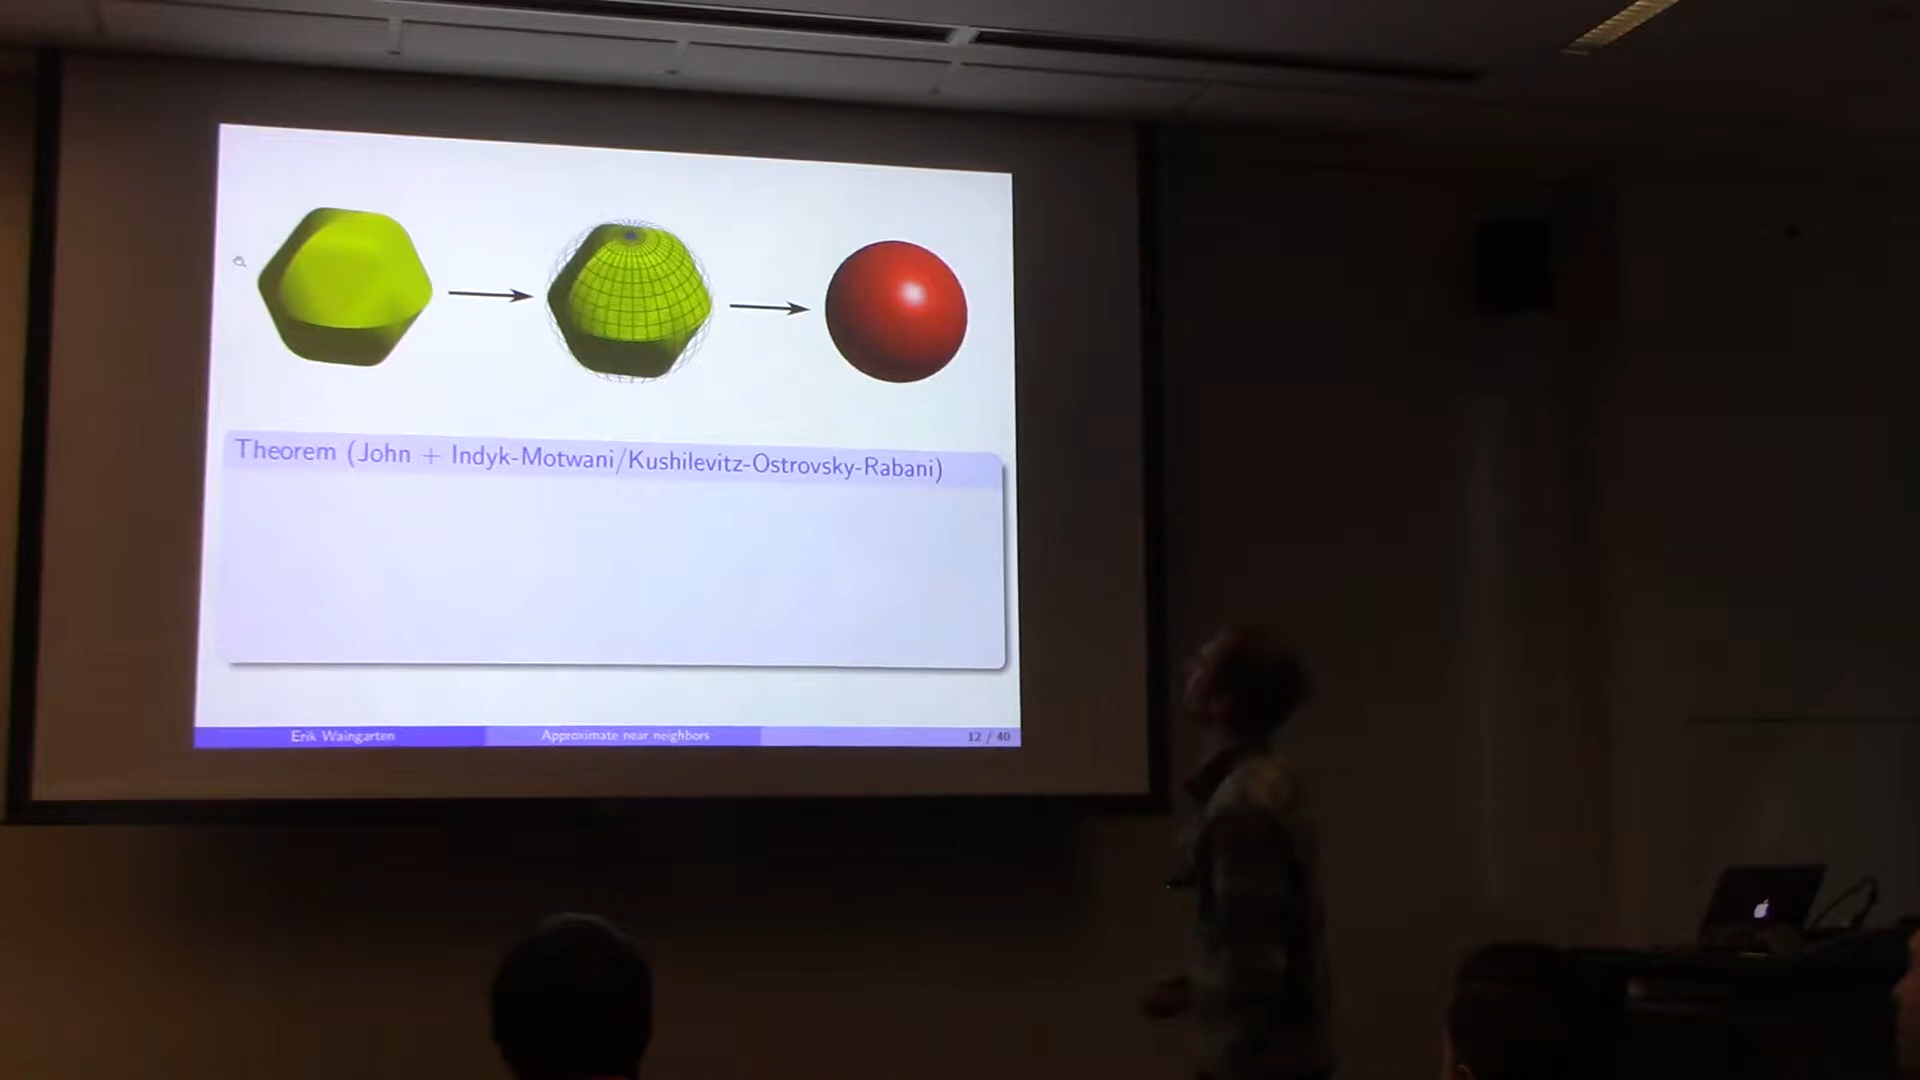 Theorem (John + Indyk-Motwani/Kushilevitz-Ostrovsky-Rabani)
Erik Waingarten
Approximate near neighbors
12 / 40